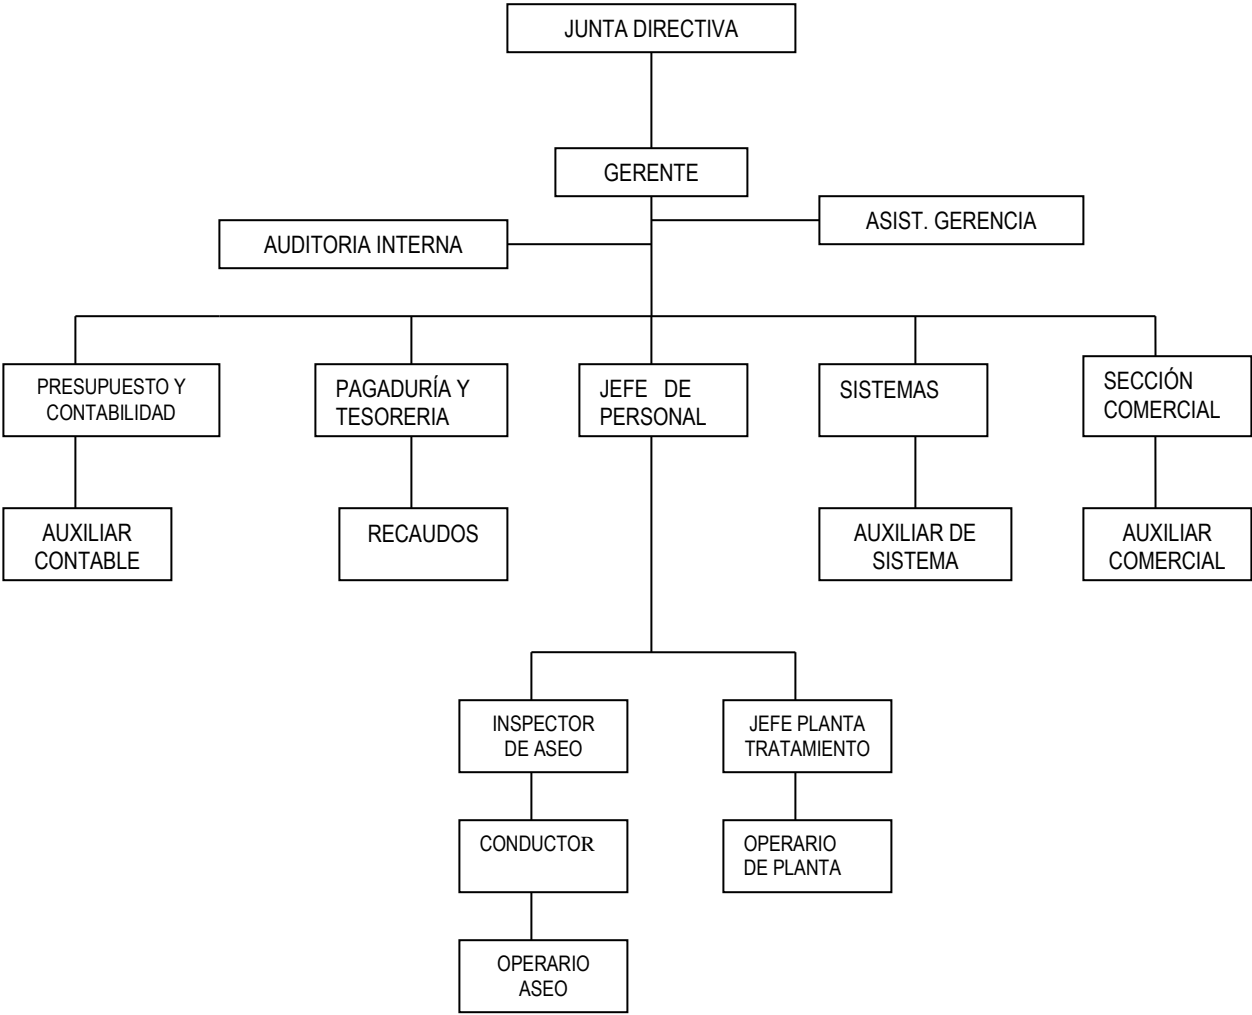 JUNTA DIRECTIVA
GERENTE
ASIST. GERENCIA
AUDITORIA INTERNA
PRESUPUESTO Y
CONTABILIDAD
PAGADURÍA Y
TESORERIA
JEFE DE
PERSONAL
SISTEMAS
SECCIÓN
COMERCIAL
AUXILIAR
CONTABLE
RECAUDOS
AUXILIAR DE
SISTEMA
AUXILIAR
COMERCIAL
INSPECTOR
DE ASEO
JEFE PLANTA
TRATAMIENTO
CONDUCTOR
OPERARIO
DE PLANTA
OPERARIO
ASEO